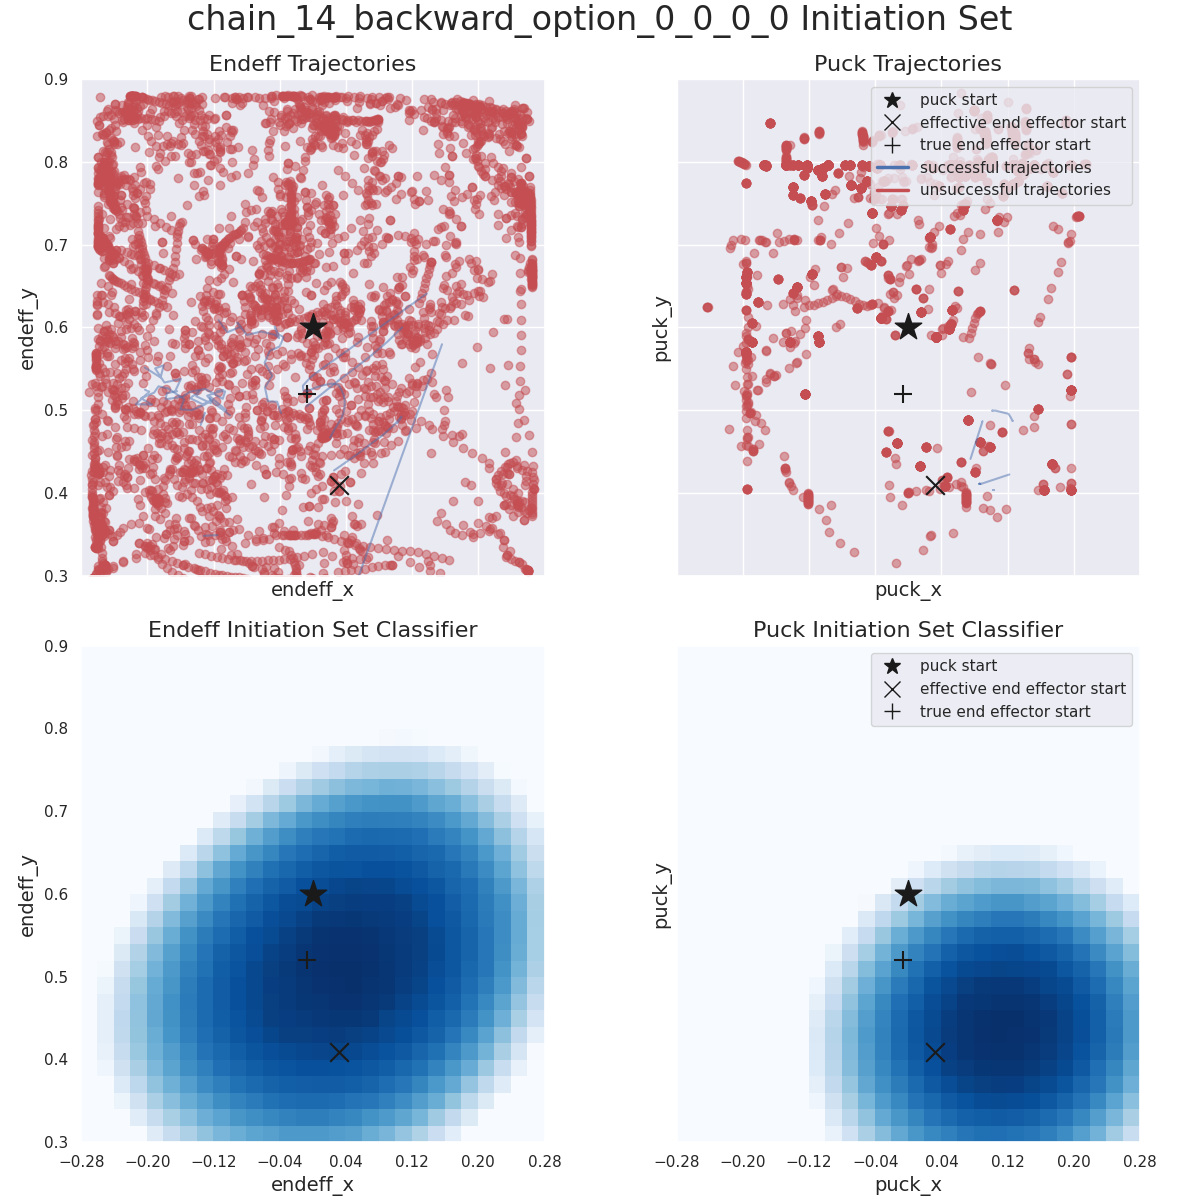 chain_14_backward_option_0_0_0_0 Initiation Set
Endeff Trajectories
0.9
0.8
0.7
0.6
0.5
0.4
0.3
endeff_y
endeff_x
Puck Trajectories
puck start
effective end effector start
true end effector start
successful trajectories
unsuccessful trajectories
puck_y
puck_x
Endeff Initiation Set Classifier
0.9
0.8
0.7
0.6
0.5
0.4
0.3
endeff_y
−0.28 −0.20 −0.12 −0.04 0.04 0.12 0.20 0.28
endeff_x
Puck Initiation Set Classifier
puck start
effective end effector start
true end effector start
puck_y
−0.28 −0.20 −0.12 −0.04 0.04 0.12 0.20 0.28
puck_x